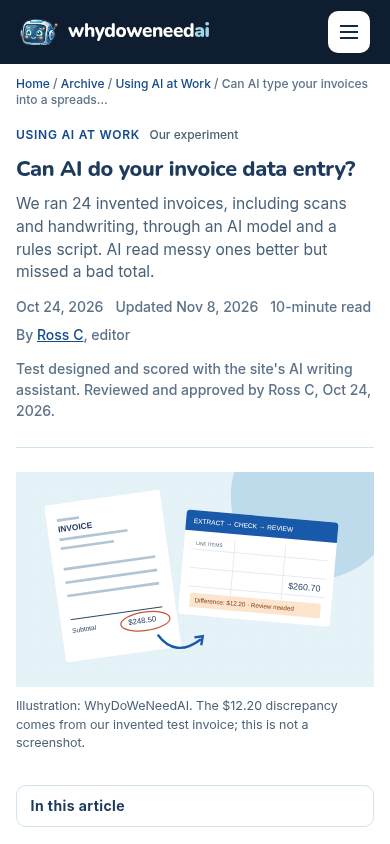 whydoweneedai
Home / Archive / Using AI at Work / Can AI type your invoices
into a spreads...
USING AI AT WORK Our experiment
Can AI do your invoice data entry?
We ran 24 invented invoices, including scans
and handwriting, through an AI model and a
rules script. AI read messy ones better but
missed a bad total.
Oct 24, 2026 Updated Nov 8, 2026 10-minute read
By Ross C, editor
Test designed and scored with the site's AI writing
assistant. Reviewed and approved by Ross C, Oct 24,
2026.
INVOICE
Subtotal
$248.50
EXTRACT → CHECK → REVIEW
LINE ITEMS
$260.70
Difference: $12.20 · Review needed
Illustration: WhyDoWeNeedAI. The $12.20 discrepancy
comes from our invented test invoice; this is not a
screenshot.
In this article